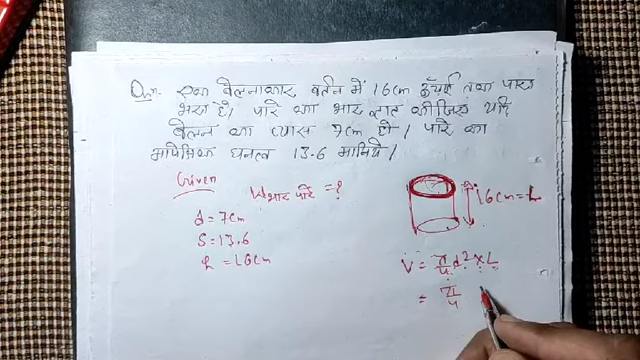 Que. एक बेलनाकार बर्तन में 16cm ऊँचाई तक पारा
भरा है। पारे का भार ज्ञात कीजिए यदि
बेलन का व्यास 7cm हो। पारे का
आपेक्षिक घनत्व 13.6 मानिये।
Given
W भार पारे = ?
d = 7cm
S = 13.6
h = 16cm
16cm = L
V = π/4 d² × L
= π/4